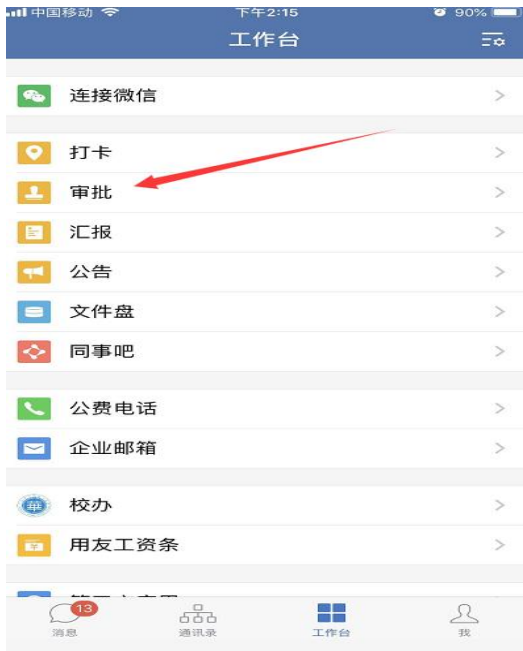 中国移动 下午2:15 90%
工作台
连接微信
打卡
审批
汇报
公告
文件盘
同事吧
公费电话
企业邮箱
校办
用友工资条
13
消息 通讯录 工作台 我